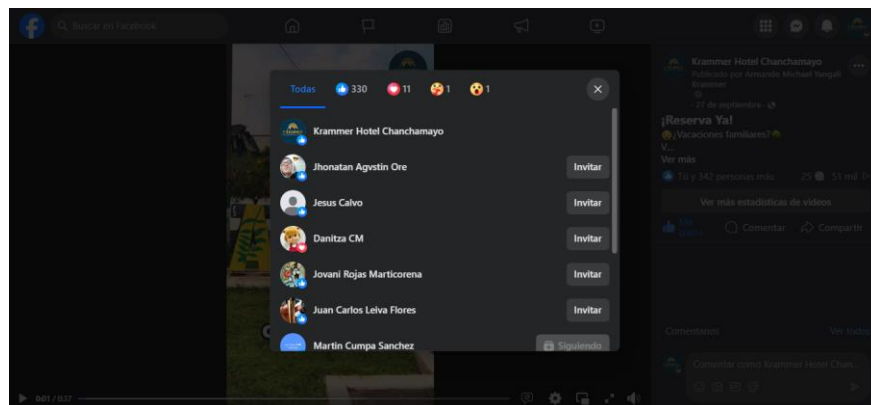 Buscar en Facebook
Todas 330 11 1 1
Krammer Hotel Chanchamayo
Jhonatan Agvstin Ore Invitar
Jesus Calvo Invitar
Danitza CM Invitar
Jovani Rojas Marticorena Invitar
Juan Carlos Leiva Flores Invitar
Martin Cumpa Sanchez Siguiendo
0:01 / 0:37
Krammer Hotel Chanchamayo
Publicado por Armando Michael Yangali
Krammer
27 de septiembre
¡Reserva Ya!
¿Vacaciones familiares?
V...
Ver más
Tú y 342 personas más 25 51 mil
Ver más estadísticas de videos
Me gusta Comentar Compartir
Comentarios Ver todos
Comentar como Krammer Hotel Chan...